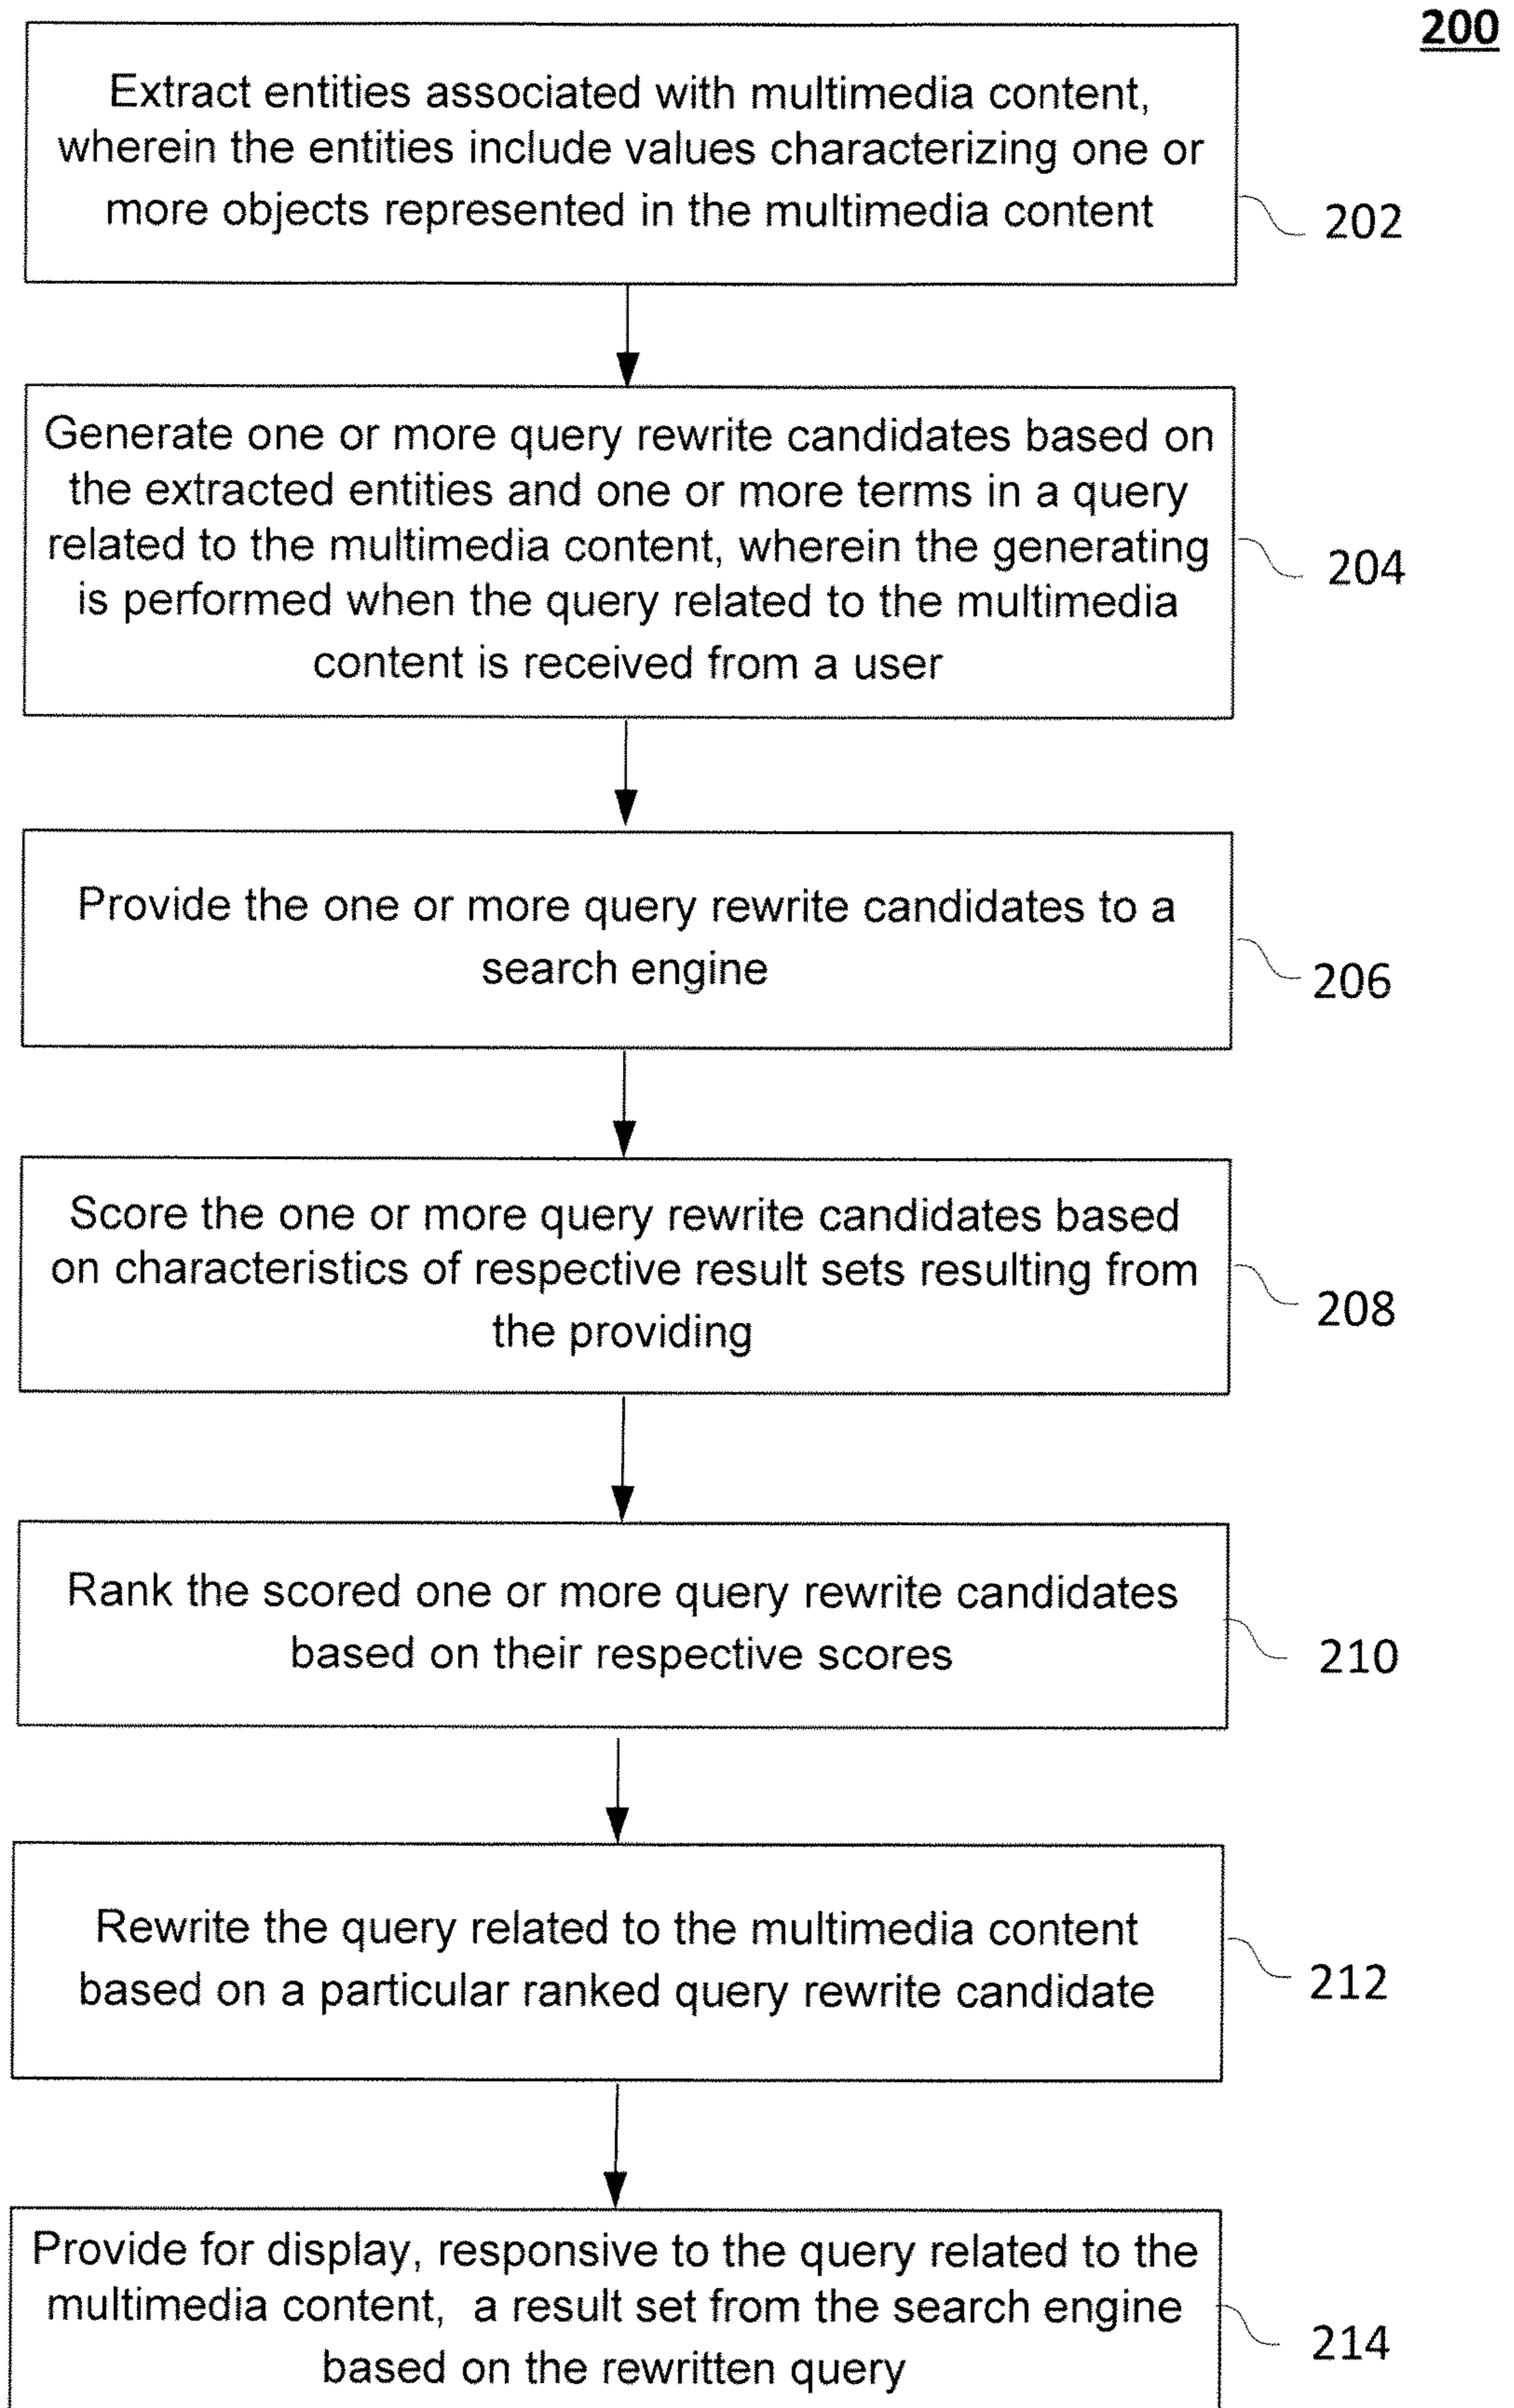 200
Extract entities associated with multimedia content,
wherein the entities include values characterizing one or
more objects represented in the multimedia content
202
Generate one or more query rewrite candidates based on
the extracted entities and one or more terms in a query
related to the multimedia content, wherein the generating
is performed when the query related to the multimedia
content is received from a user
204
Provide the one or more query rewrite candidates to a
search engine
206
Score the one or more query rewrite candidates based
on characteristics of respective result sets resulting from
the providing
208
Rank the scored one or more query rewrite candidates
based on their respective scores
210
Rewrite the query related to the multimedia content
based on a particular ranked query rewrite candidate
212
Provide for display, responsive to the query related to the
multimedia content, a result set from the search engine
based on the rewritten query
214